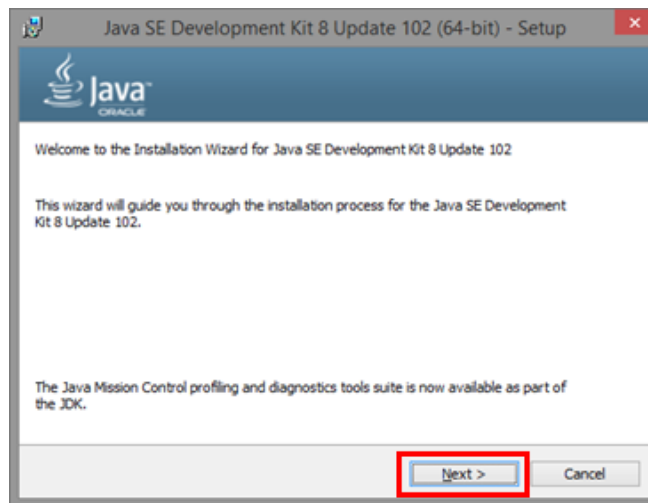 Java SE Development Kit 8 Update 102 (64-bit) - Setup
Java™
ORACLE
Welcome to the Installation Wizard for Java SE Development Kit 8 Update 102
This wizard will guide you through the installation process for the Java SE Development
Kit 8 Update 102.
The Java Mission Control profiling and diagnostics tools suite is now available as part of
the JDK.
Next > Cancel